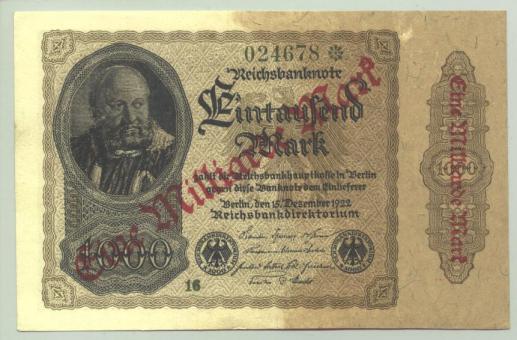 024678 *
Reichsbanknote
Eintausend
Mark
zahlt die Reichsbankhauptkasse in Berlin
gegen diese Banknote dem Einlieferer
Berlin, den 15. Dezember 1922
Reichsbankdirektorium
Eine Milliarde Mark
1000
16
Eine Milliarde Mark
1000